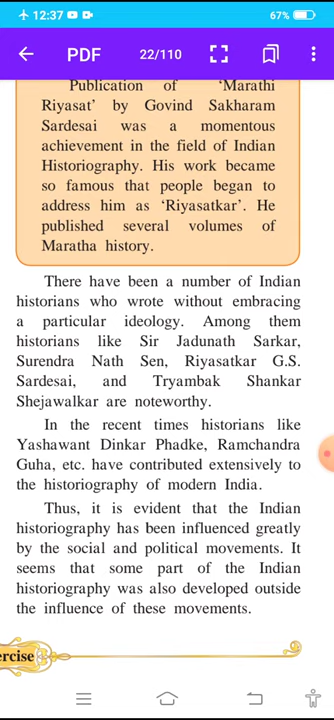 12:37
67%
PDF
22/110
Publication of 'Marathi
Riyasat' by Govind Sakharam
Sardesai was a momentous
achievement in the field of Indian
Historiography. His work became
so famous that people began to
address him as 'Riyasatkar'. He
published several volumes of
Maratha history.
There have been a number of Indian
historians who wrote without embracing
a particular ideology. Among them
historians like Sir Jadunath Sarkar,
Surendra Nath Sen, Riyasatkar G.S.
Sardesai, and Tryambak Shankar
Shejawalkar are noteworthy.
In the recent times historians like
Yashawant Dinkar Phadke, Ramchandra
Guha, etc. have contributed extensively to
the historiography of modern India.
Thus, it is evident that the Indian
historiography has been influenced greatly
by the social and political movements. It
seems that some part of the Indian
historiography was also developed outside
the influence of these movements.
ercise